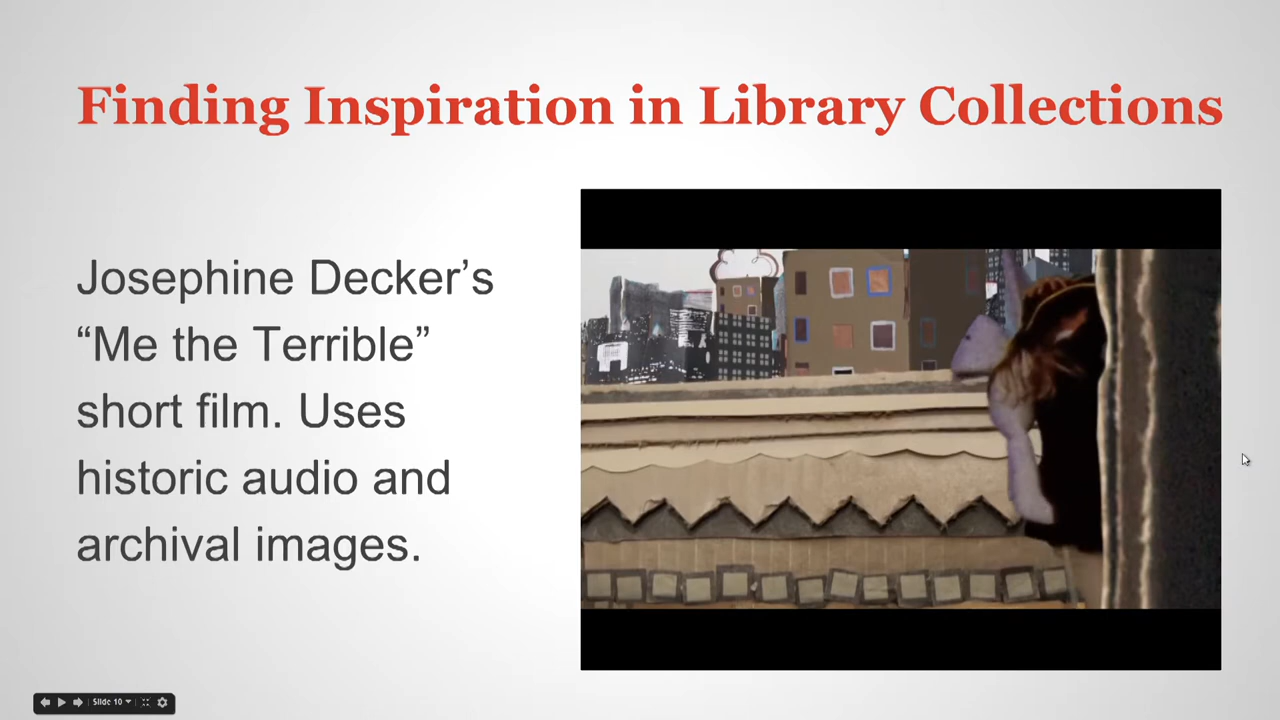 Finding Inspiration in Library Collections
Josephine Decker’s
“Me the Terrible”
short film. Uses
historic audio and
archival images.
Slide 10